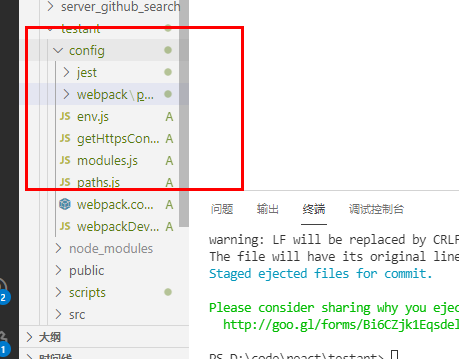 server_github_search
testant
config
jest
webpack\p...
env.js A
getHttpsCon... A
modules.js A
paths.js A
webpack.co... A
webpackDev... A
node_modules
public
scripts
src
大纲
时间线
2
1
问题 输出 终端 调试控制台
warning: LF will be replaced by CRLF
The file will have its original line
Staged ejected files for commit.
Please consider sharing why you ejec
http://goo.gl/forms/Bi6CZjk1EqsdelX
PS D:\code\react\testant>